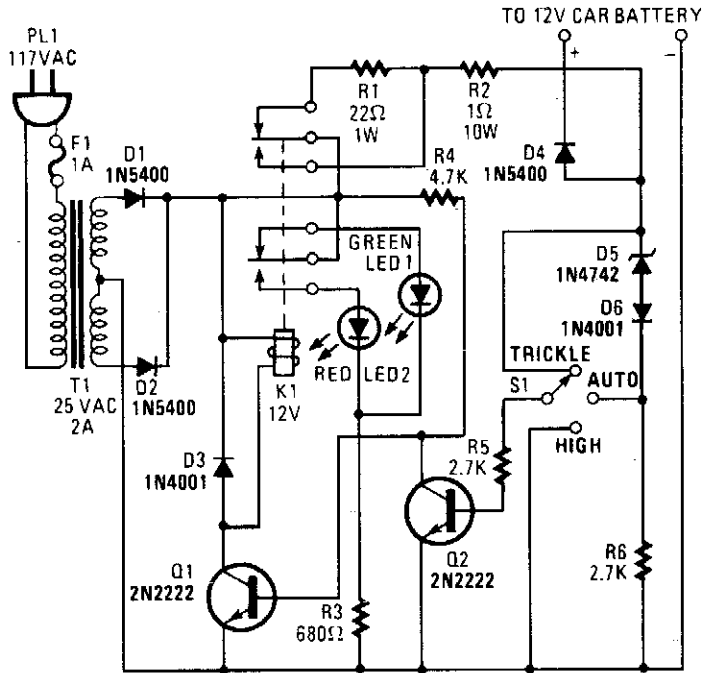 TO 12V CAR BATTERY
+
-
PL1
117VAC
F1
1A
D1
1N5400
R1
22Ω
1W
R2
1Ω
10W
R4
4.7K
D4
1N5400
GREEN
LED1
D5
1N4742
D6
1N4001
RED LED2
K1
12V
T1
25 VAC
2A
D2
1N5400
TRICKLE
S1
AUTO
HIGH
D3
1N4001
R5
2.7K
Q1
2N2222
Q2
2N2222
R3
680Ω
R6
2.7K